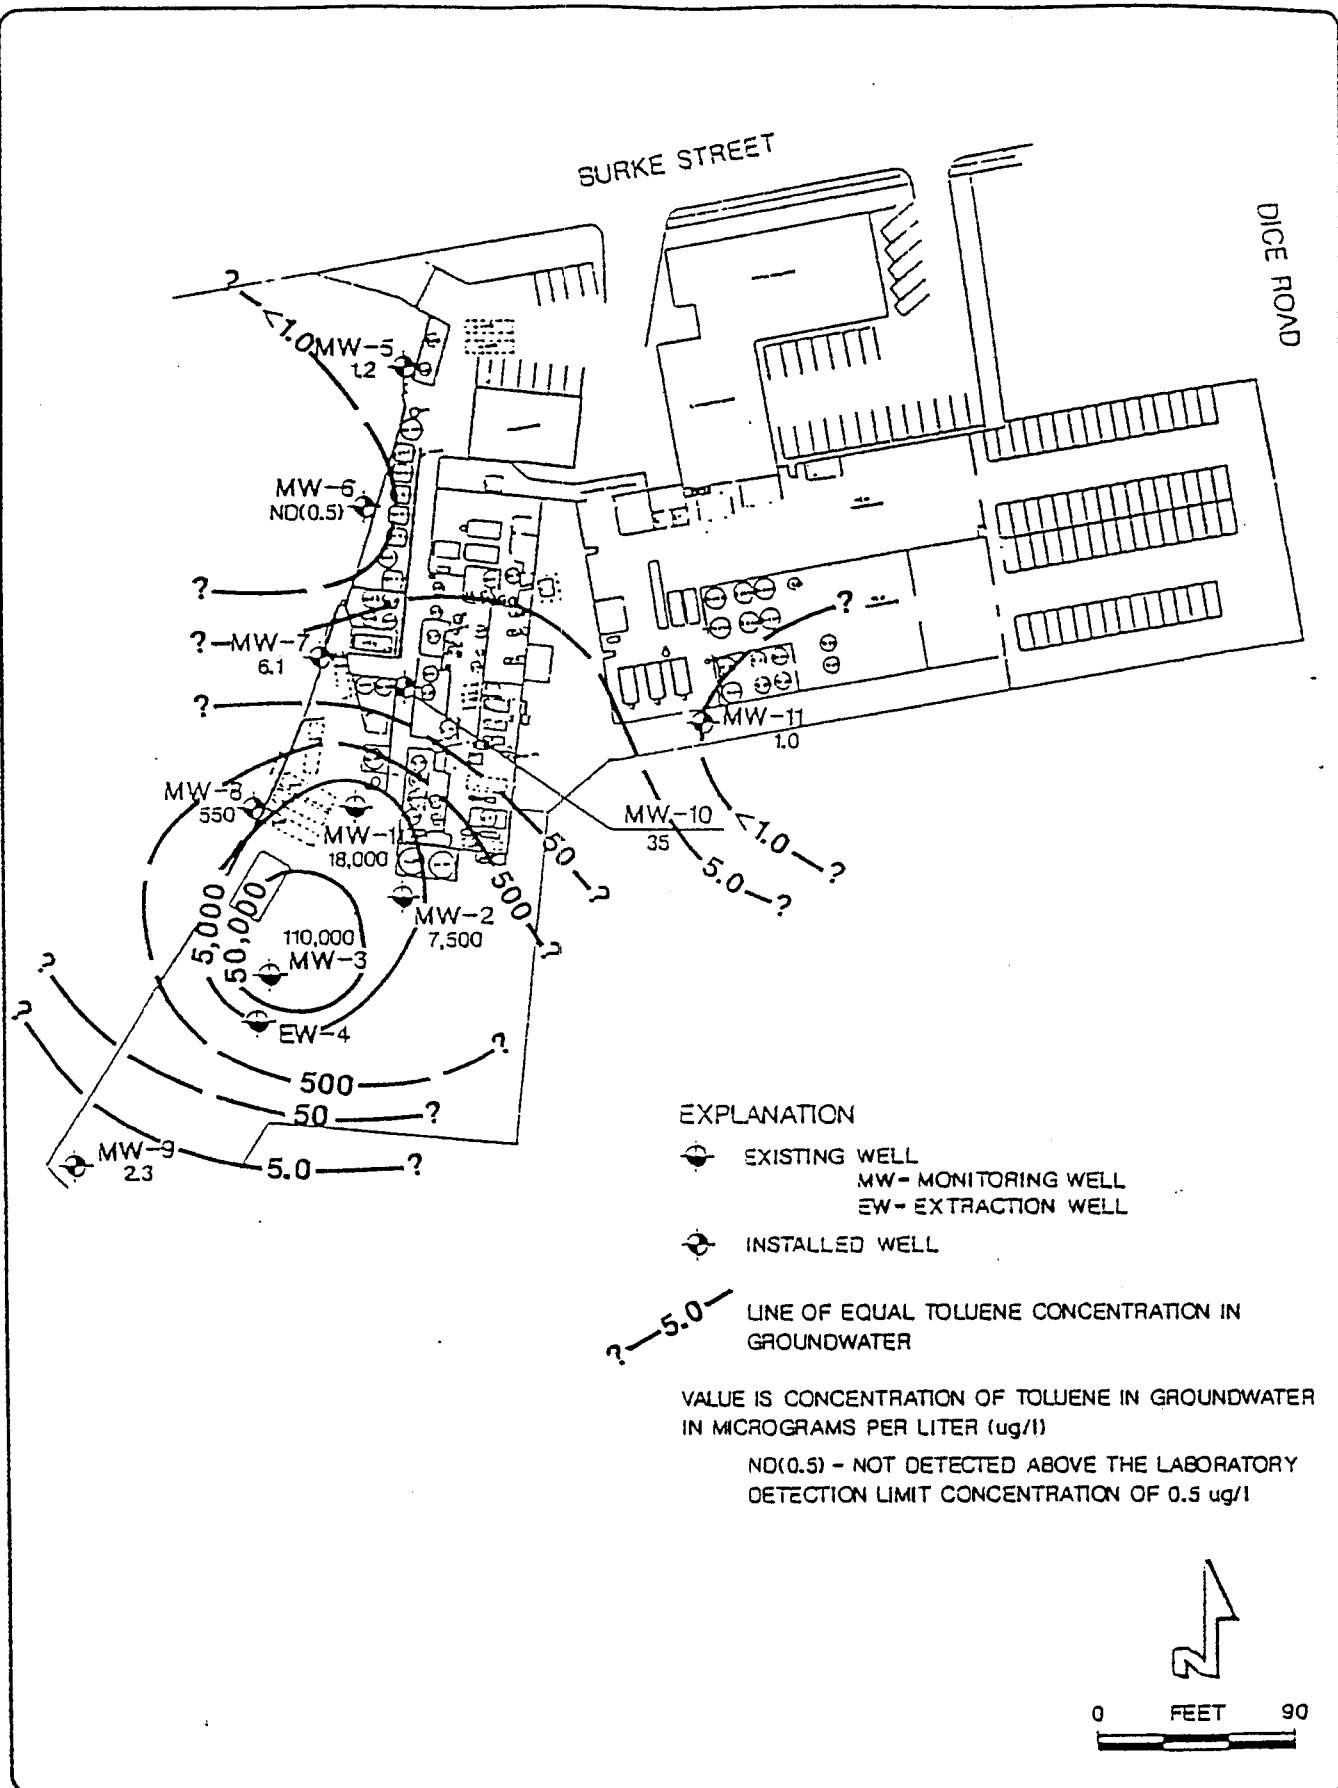 BURKE STREET
DICE ROAD
?
<1.0
MW-5
1.2
MW-6
ND(0.5)
?
?
MW-7
6.1
?
?
MW-11
1.0
MW-8
550
MW-1
18,000
MW-10
35
<1.0
?
50
?
5.0
?
500
?
5,000
50,000
MW-2
7,500
110,000
MW-3
?
?
EW-4
?
500
50
?
MW-9
2.3
5.0
?
EXPLANATION
EXISTING WELL
MW- MONITORING WELL
EW- EXTRACTION WELL
INSTALLED WELL
? 5.0
LINE OF EQUAL TOLUENE CONCENTRATION IN
GROUNDWATER
VALUE IS CONCENTRATION OF TOLUENE IN GROUNDWATER
IN MICROGRAMS PER LITER (ug/l)
ND(0.5) - NOT DETECTED ABOVE THE LABORATORY
DETECTION LIMIT CONCENTRATION OF 0.5 ug/l
N
0 FEET 90